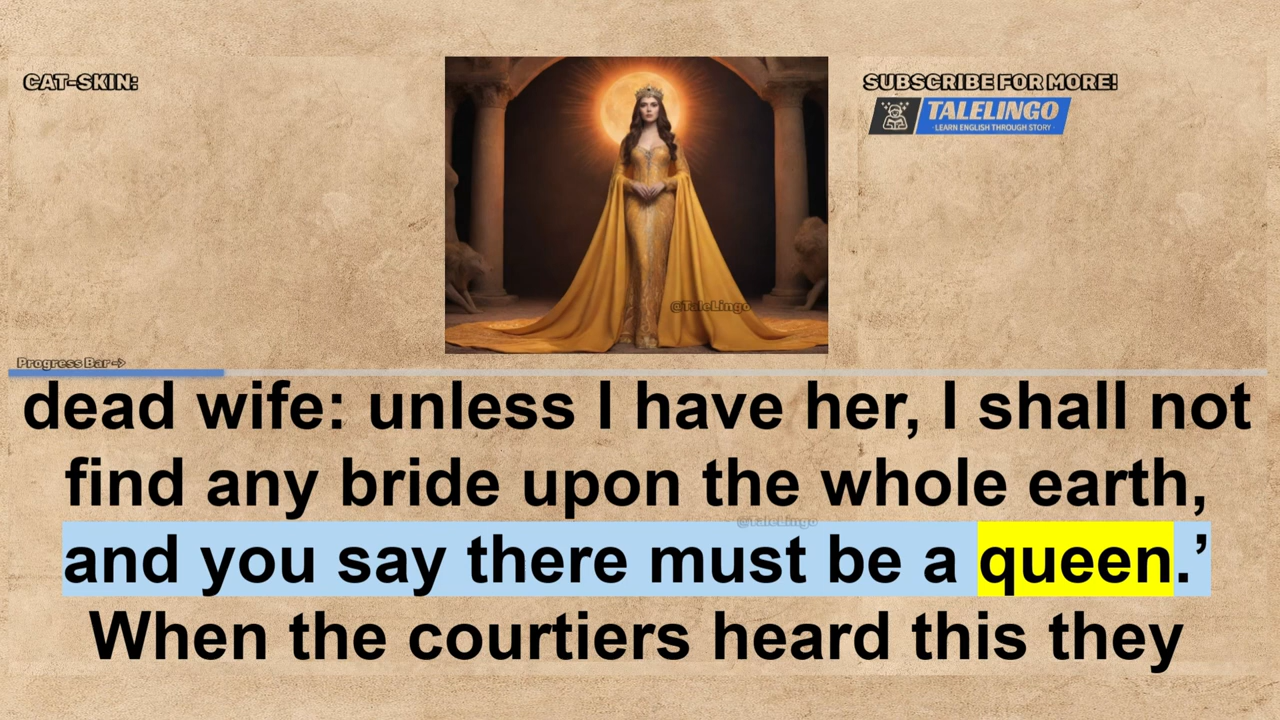 CAT-SKIN:
SUBSCRIBE FOR MORE!
TALELINGO
· LEARN ENGLISH THROUGH STORY ·
@TaleLingo
Progress Bar->
dead wife: unless I have her, I shall not
find any bride upon the whole earth,
@TaleLingo
and you say there must be a queen.’
When the courtiers heard this they